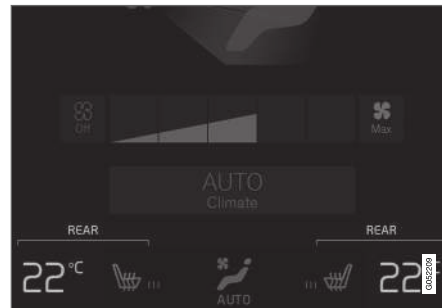 Off
Max
AUTO
Climate
REAR REAR
22°C 22°
AUTO
G052209